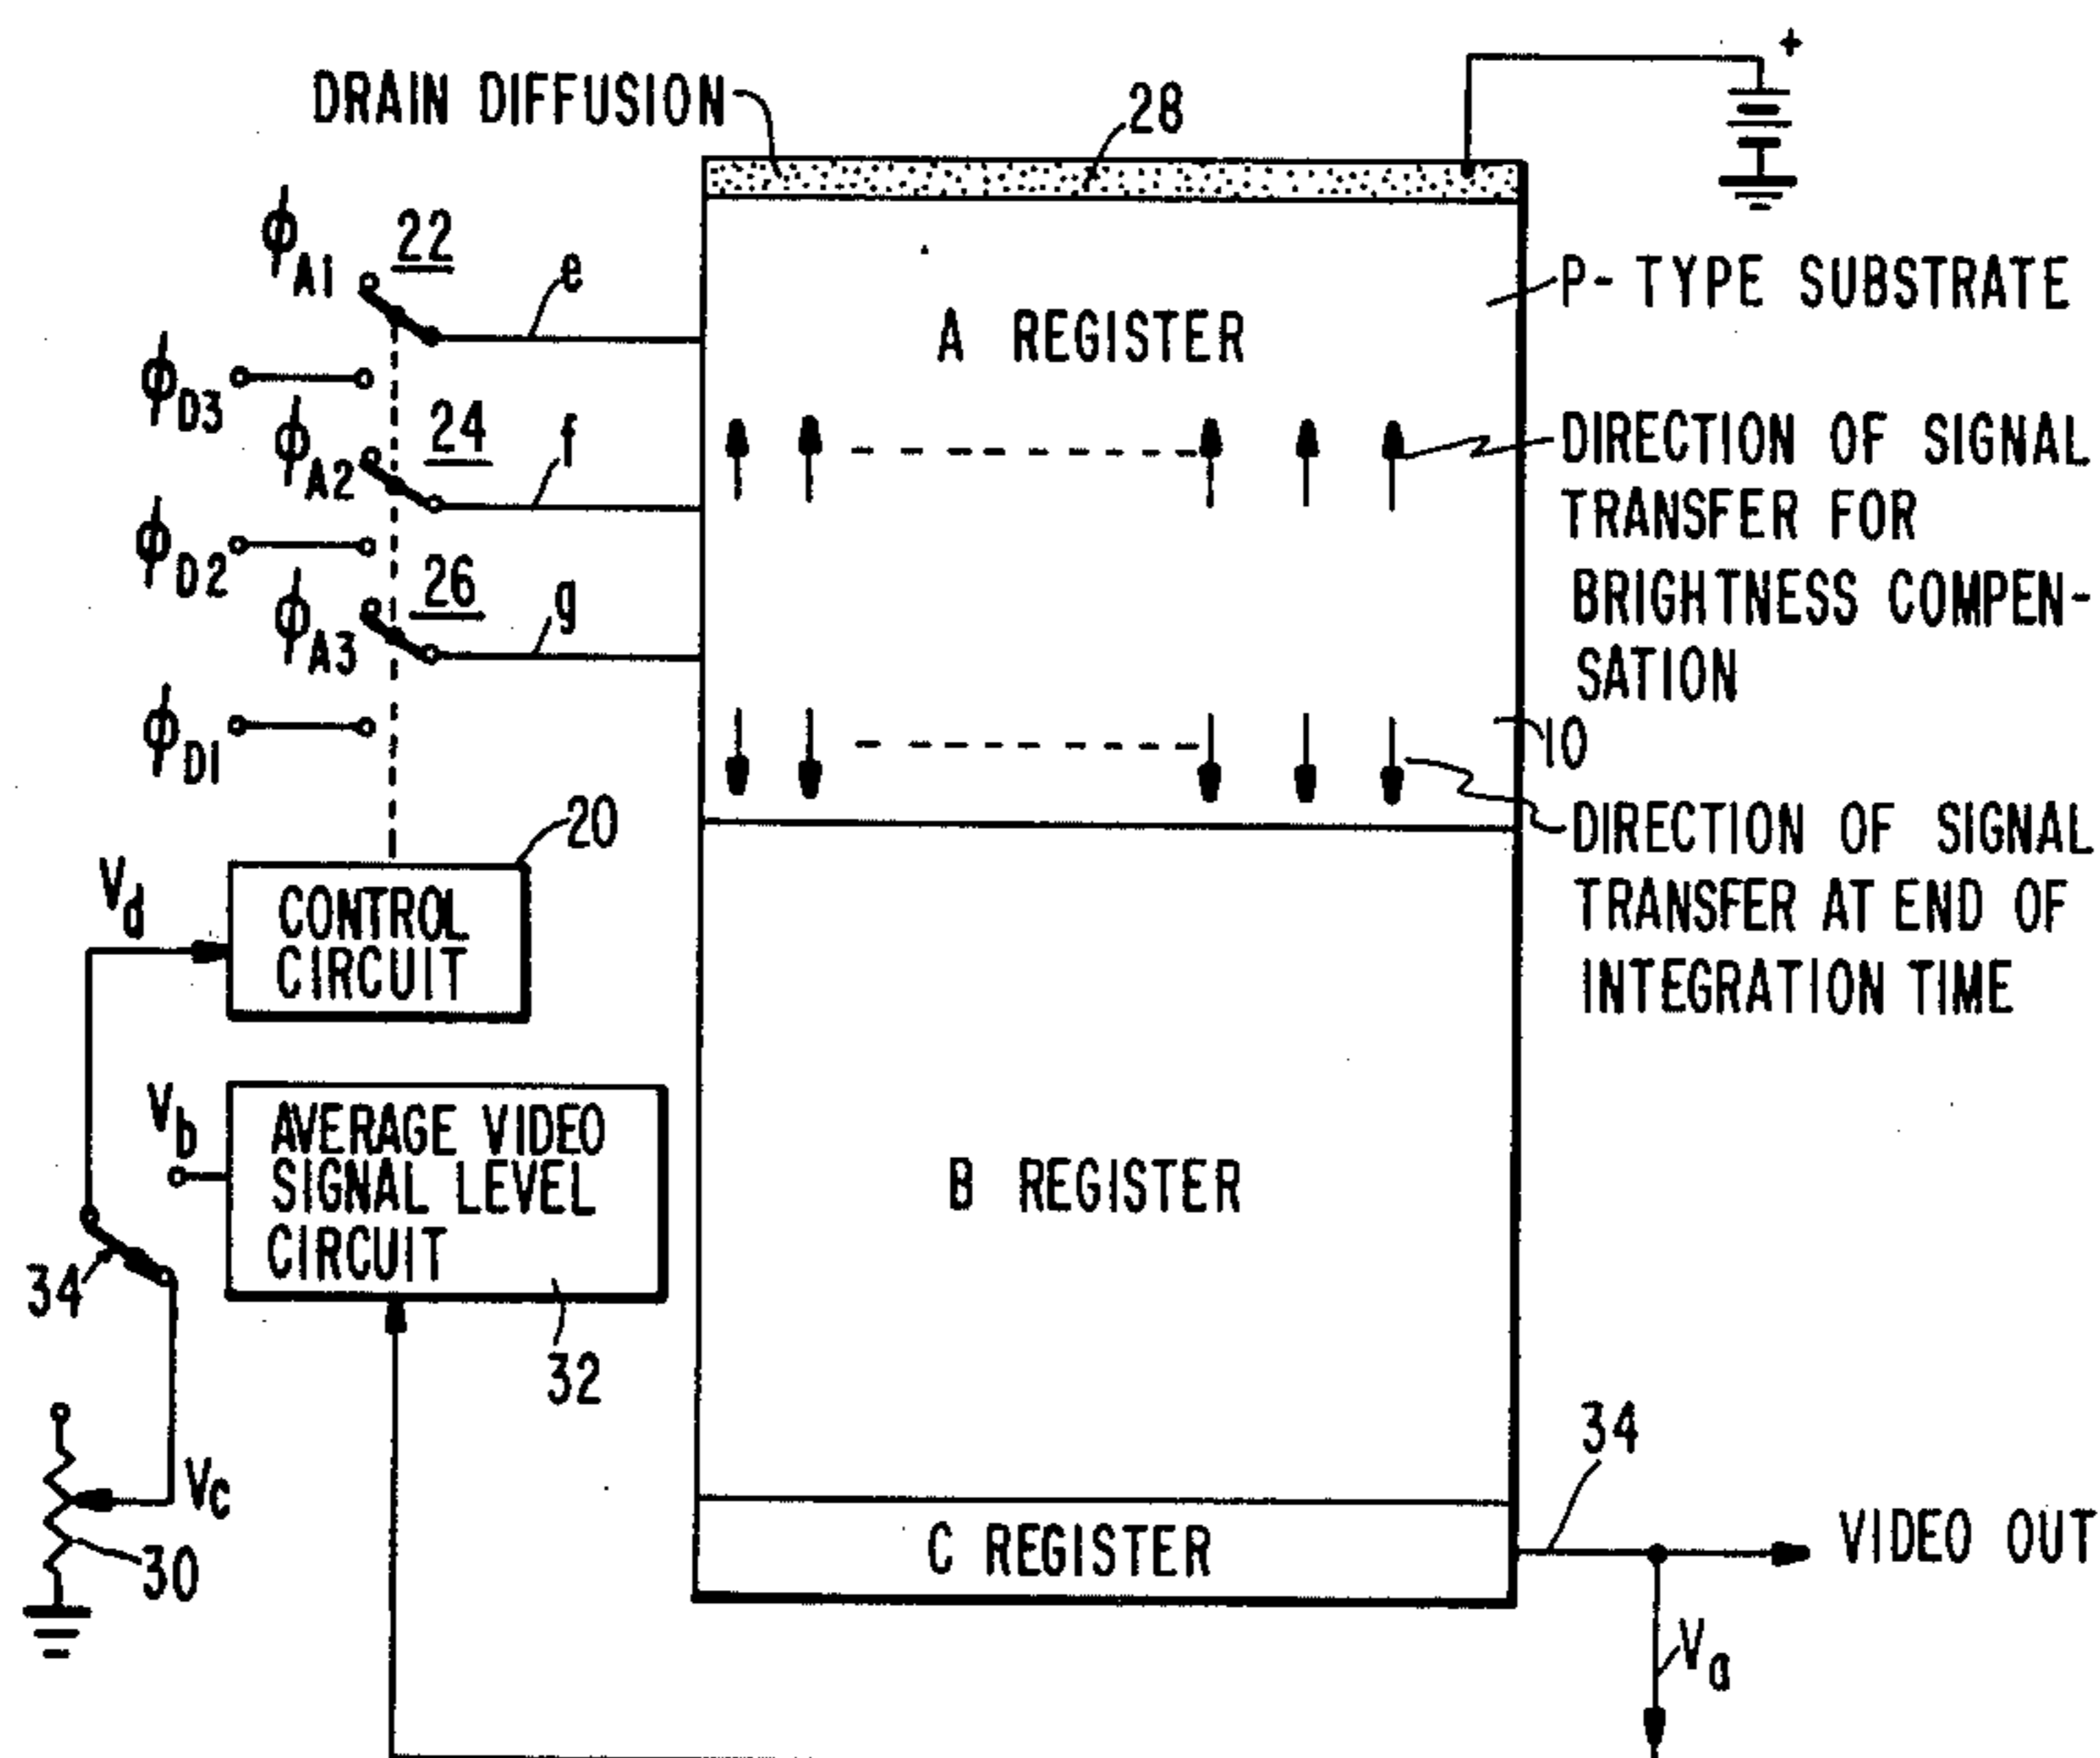 +
DRAIN DIFFUSION
28
ϕA1
22
e
P- TYPE SUBSTRATE
A REGISTER
ϕD3
ϕA2
24
f
DIRECTION OF SIGNAL
TRANSFER FOR
BRIGHTNESS COMPEN-
SATION
ϕD2
ϕA3
26
g
ϕD1
10
20
DIRECTION OF SIGNAL
TRANSFER AT END OF
INTEGRATION TIME
Vd
CONTROL
CIRCUIT
Vb
AVERAGE VIDEO
SIGNAL LEVEL
CIRCUIT
B REGISTER
34
32
Vc
30
34
C REGISTER
VIDEO OUT
Va